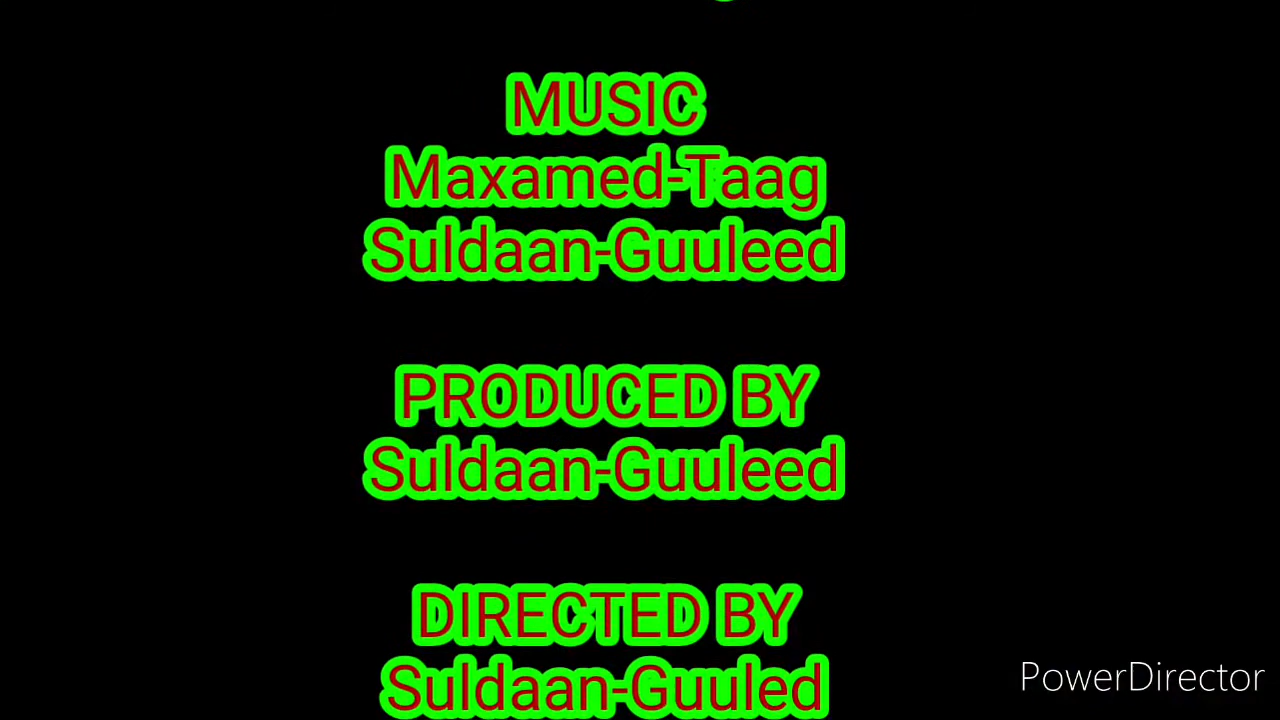 MUSIC
Maxamed-Taag
Suldaan-Guuleed
PRODUCED BY
Suldaan-Guuleed
DIRECTED BY
Suldaan-Guuled
PowerDirector